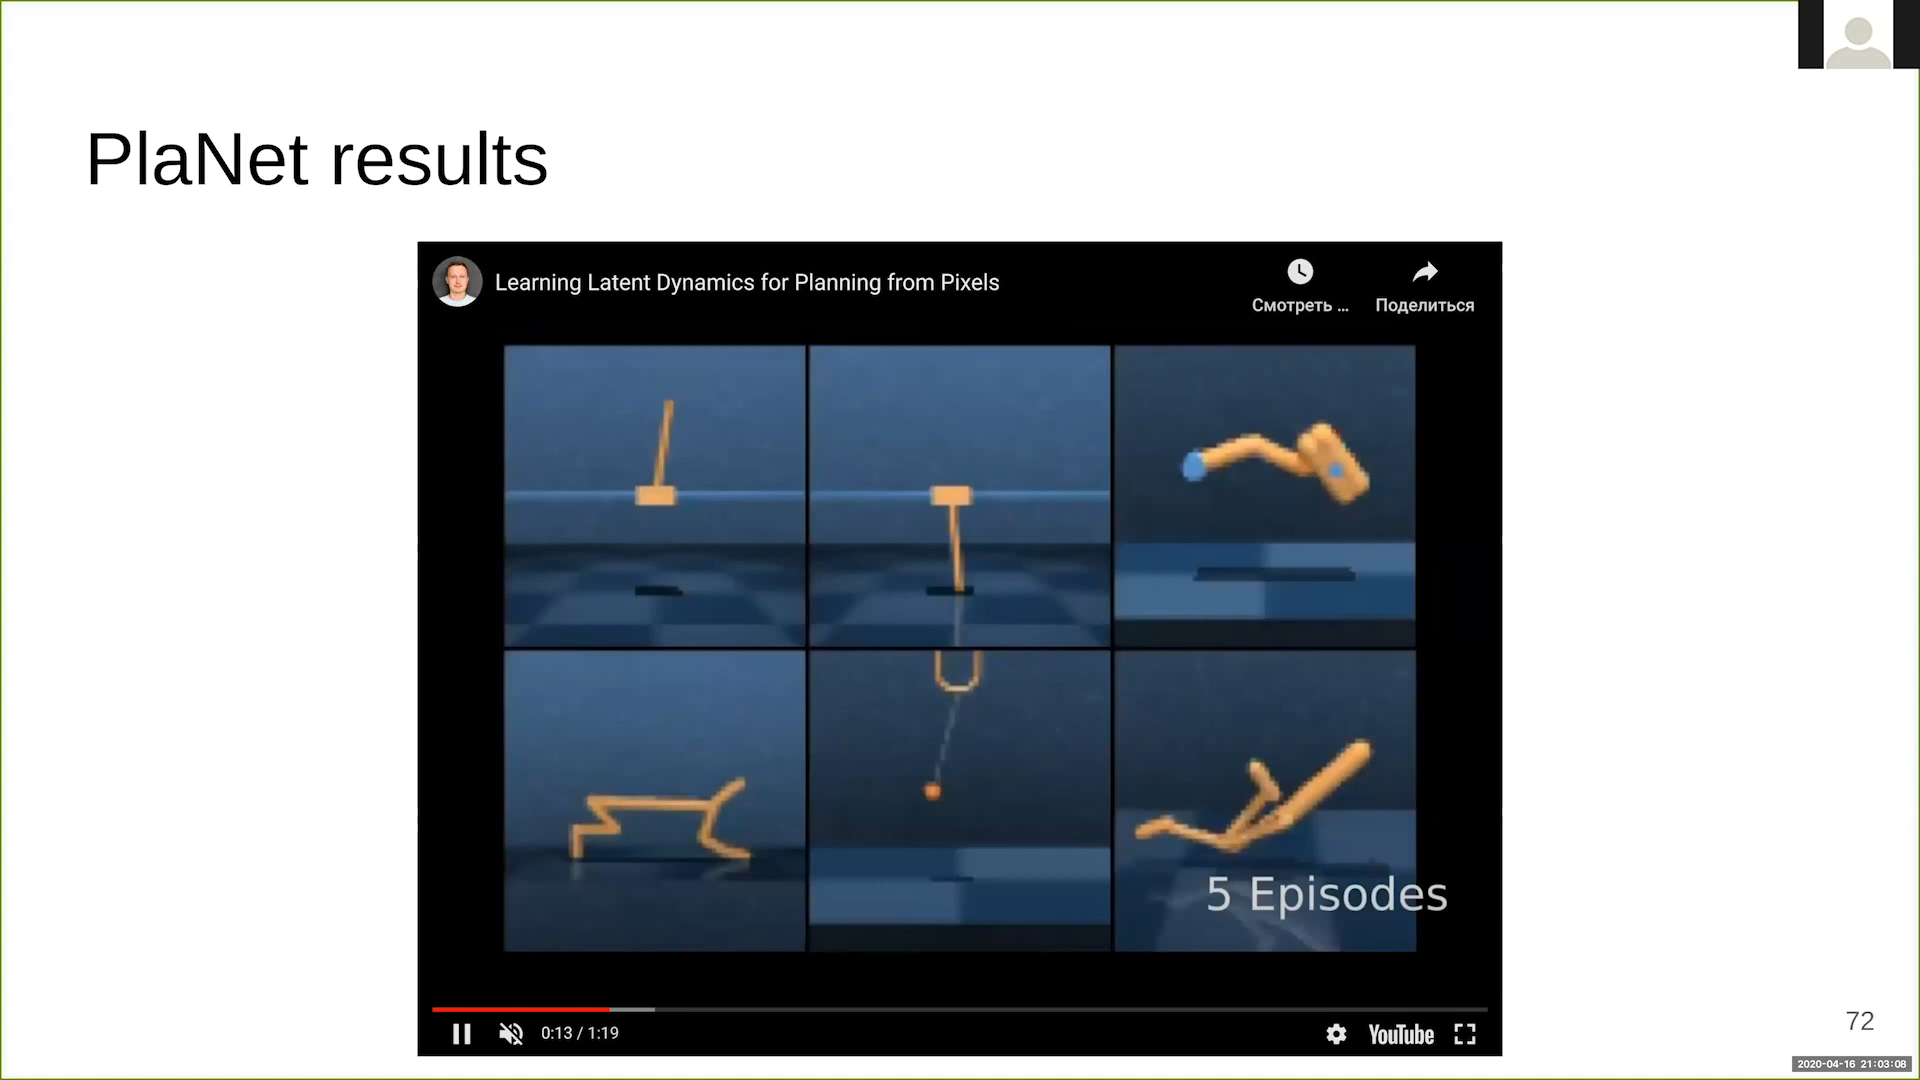 PlaNet results
Learning Latent Dynamics for Planning from Pixels
Смотреть ...
Поделиться
5 Episodes
0:13 / 1:19
YouTube
72
2020-04-16 21:03:08